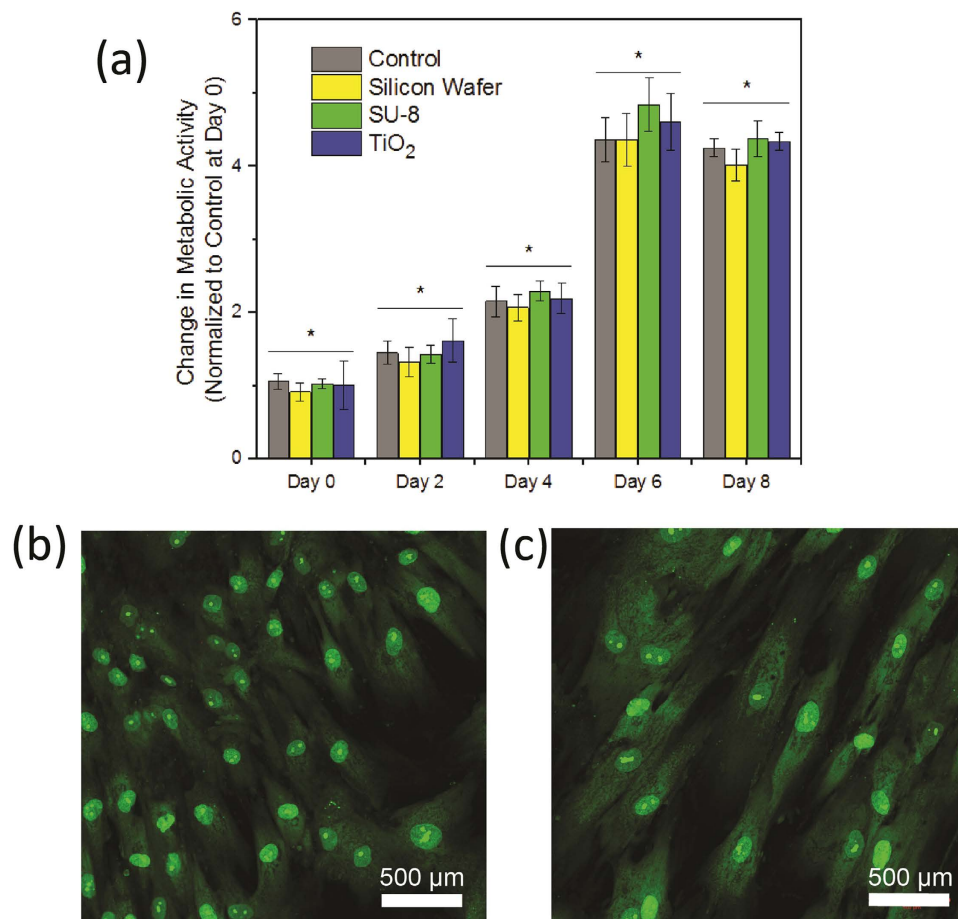 (a)
Change in Metabolic Activity
(Normalized to Control at Day 0)
6
4
2
0
Control
Silicon Wafer
SU-8
TiO₂
*
*
*
*
*
Day 0
Day 2
Day 4
Day 6
Day 8
(b)
500 µm
(c)
500 µm